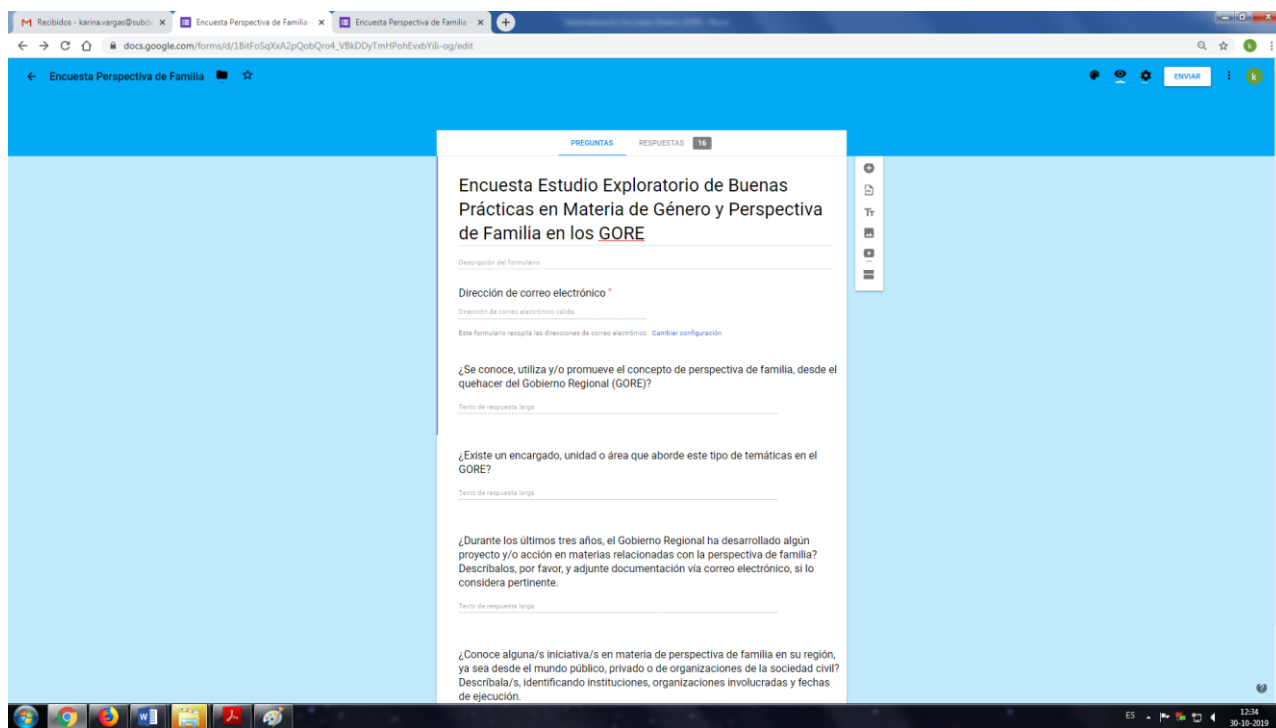 Recibidos - karina.vargas@subde
Encuesta Perspectiva de Familia -
Encuesta Perspectiva de Familia -
docs.google.com/forms/d/
/edit
k
Encuesta Perspectiva de Familia
ENVIAR
k
PREGUNTAS
RESPUESTAS 16
Encuesta Estudio Exploratorio de Buenas
Prácticas en Materia de Género y Perspectiva
de Familia en los GORE
Descripción del formulario
Dirección de correo electrónico *
Dirección de correo electrónico válida
Este formulario recopila las direcciones de correo electrónico. Cambiar configuración
¿Se conoce, utiliza y/o promueve el concepto de perspectiva de familia, desde el
quehacer del Gobierno Regional (GORE)?
Texto de respuesta larga
¿Existe un encargado, unidad o área que aborde este tipo de temáticas en el
GORE?
Texto de respuesta larga
¿Durante los últimos tres años, el Gobierno Regional ha desarrollado algún
proyecto y/o acción en materias relacionadas con la perspectiva de familia?
Descríbalos, por favor, y adjunte documentación vía correo electrónico, si lo
considera pertinente.
Texto de respuesta larga
¿Conoce alguna/s iniciativa/s en materia de perspectiva de familia en su región,
ya sea desde el mundo público, privado o de organizaciones de la sociedad civil?
Descríbala/s, identificando instituciones, organizaciones involucradas y fechas
de ejecución.
ES
12:34
30-10-2019